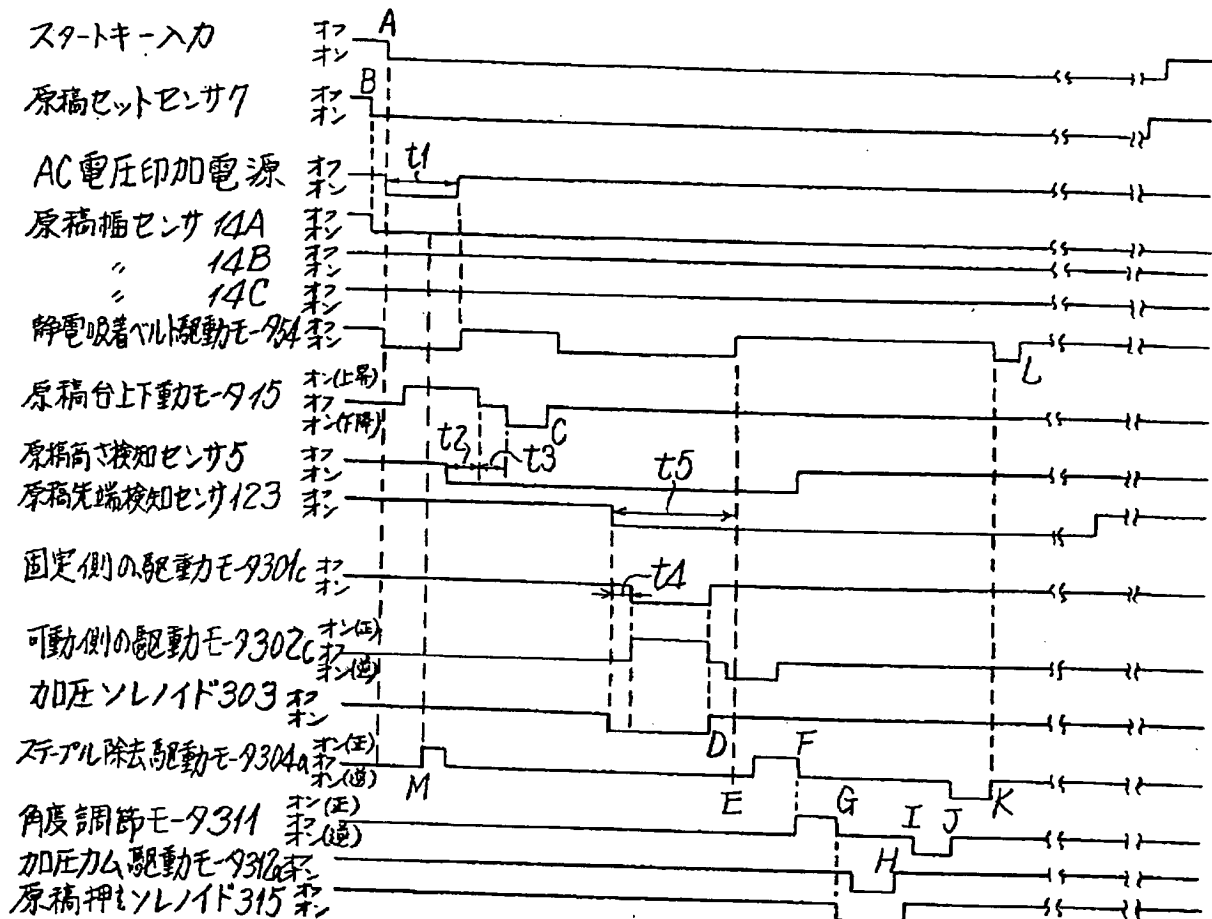 スタートキー入力 オフ オン A
原稿セットセンサ7 オフ オン B
AC電圧印加電源 オフ オン t1
原稿幅センサ14A オフ オン
〃 14B オフ オン
〃 14C オフ オン
静電吸着ベルト駆動モータ54 オフ オン L
原稿台上下動モータ15 オン(上昇) オフ オン(下降) C
原稿高さ検知センサ5 オフ オン t2 t3 t5
原稿先端検知センサ123 オフ オン
固定側の駆動モータ301c オフ オン t4
可動側の駆動モータ302c オン(正) オフ オン(逆)
加圧ソレノイド303 オフ オン D
ステープル除去駆動モータ304a オン(正) オフ オン(逆) M E F K
角度調節モータ311 オン(正) オフ オン(逆) G I J
加圧カム駆動モータ312a オフ オン H
原稿押えソレノイド315 オフ オン